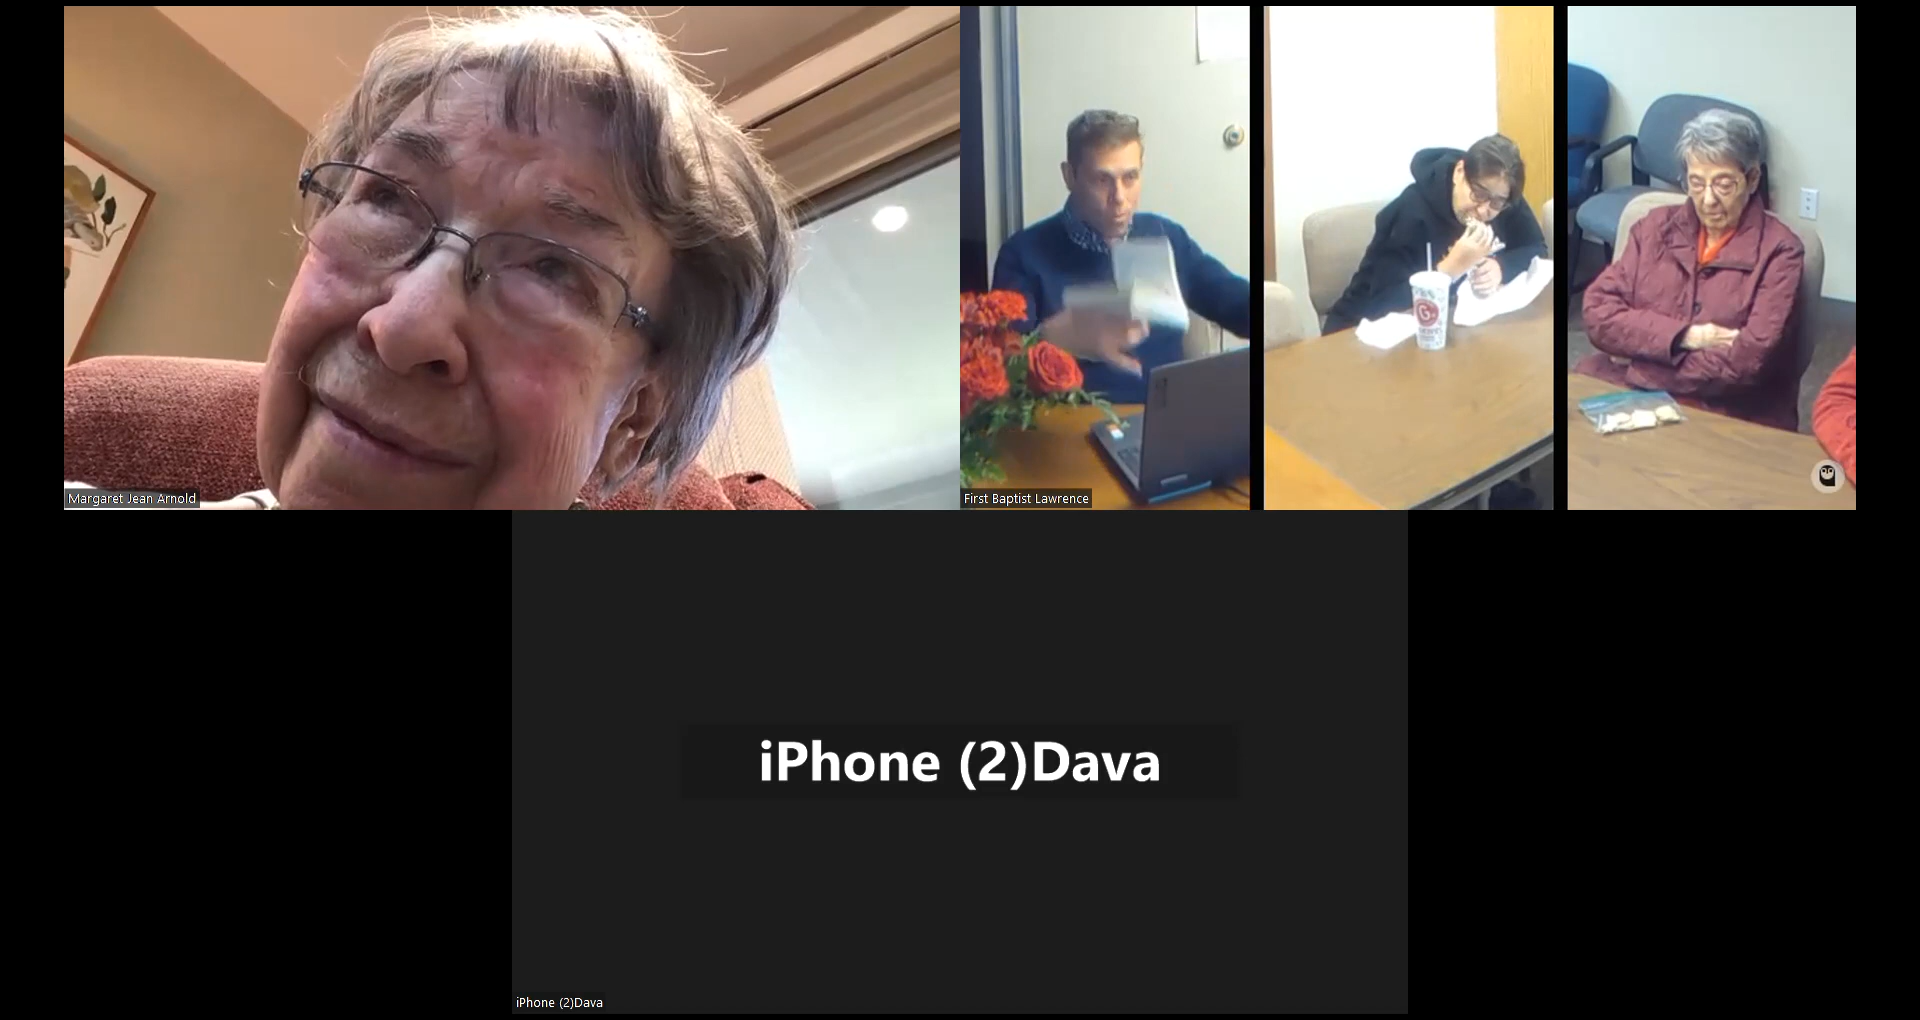 Margaret Jean Arnold
First Baptist Lawrence
iPhone (2)Dava
iPhone (2)Dava